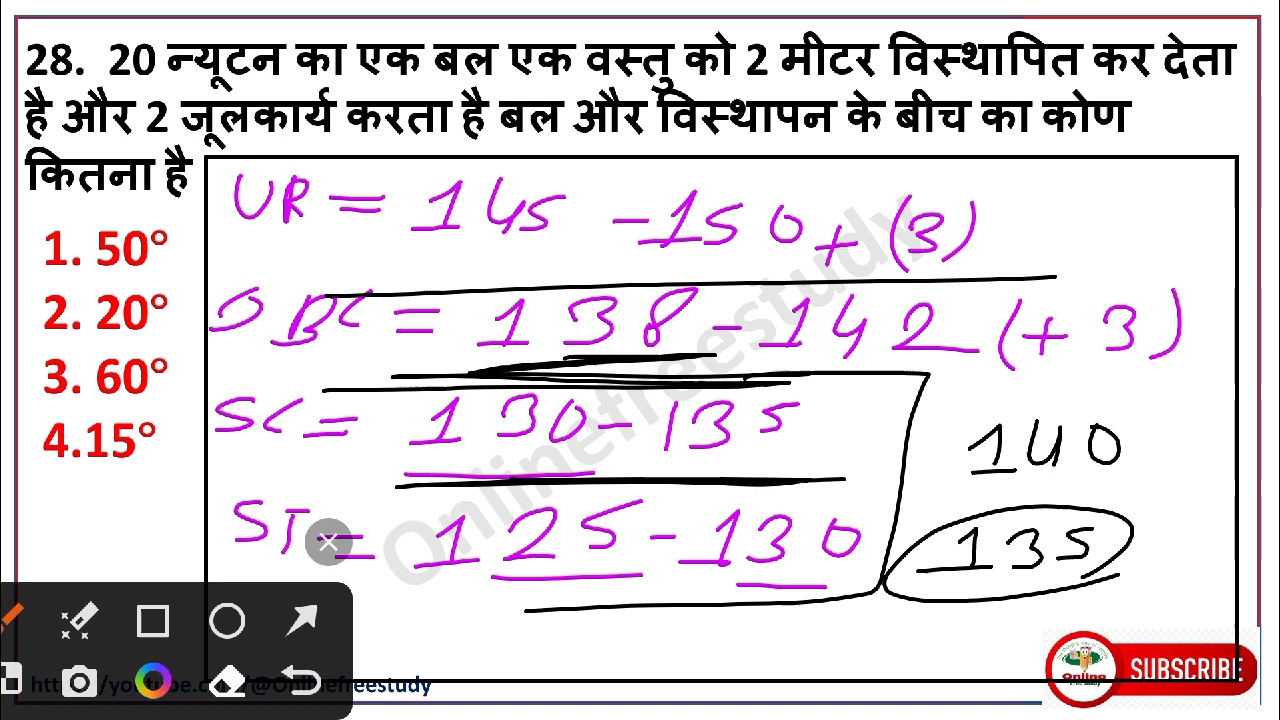 28. 20 न्यूटन का एक बल एक वस्तु को 2 मीटर विस्थापित कर देता
है और 2 जूलकार्य करता है बल और विस्थापन के बीच का कोण
कितना है
1. 50°
2. 20°
3. 60°
4.15°
UR = 145 -150 + (3)
OBC = 138 - 142 (+ 3)
SC = 130 - 135
ST = 125 - 130
140
135
Onlinefreestudy
SUBSCRIBE